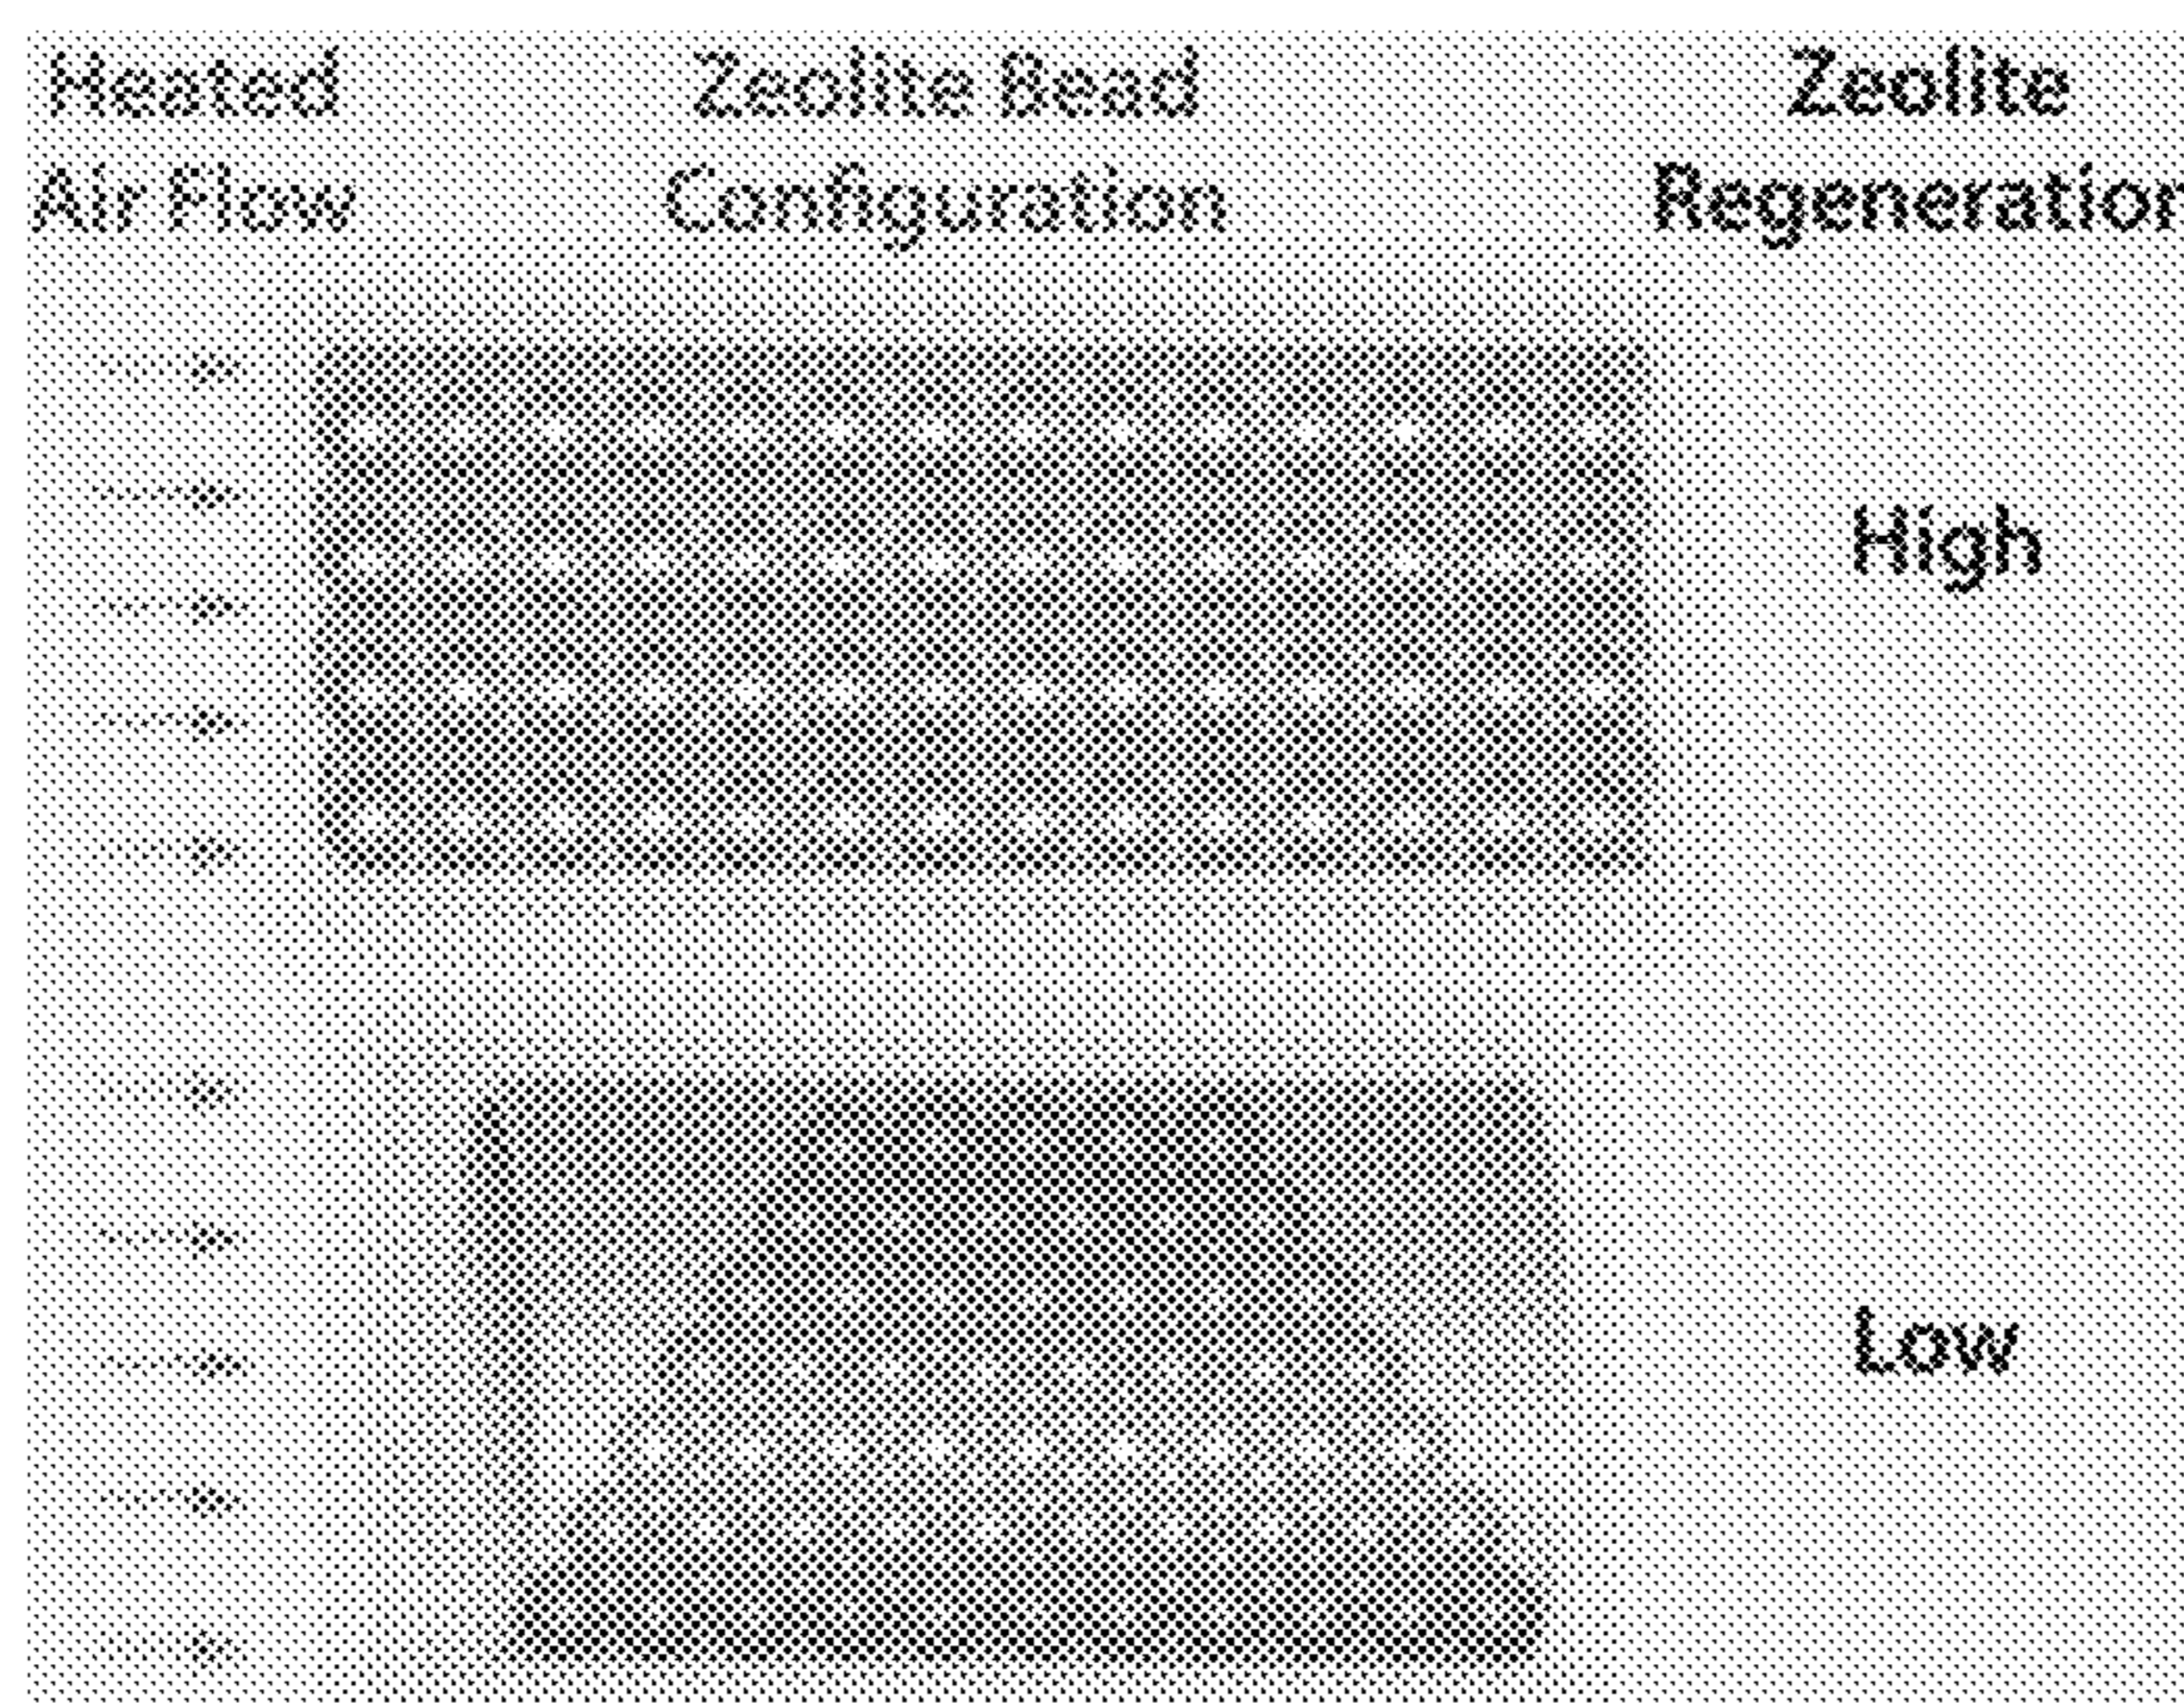 Heated
Air Flow
Zeolite Bead
Configuration
Zeolite
Regeneration
High
Low